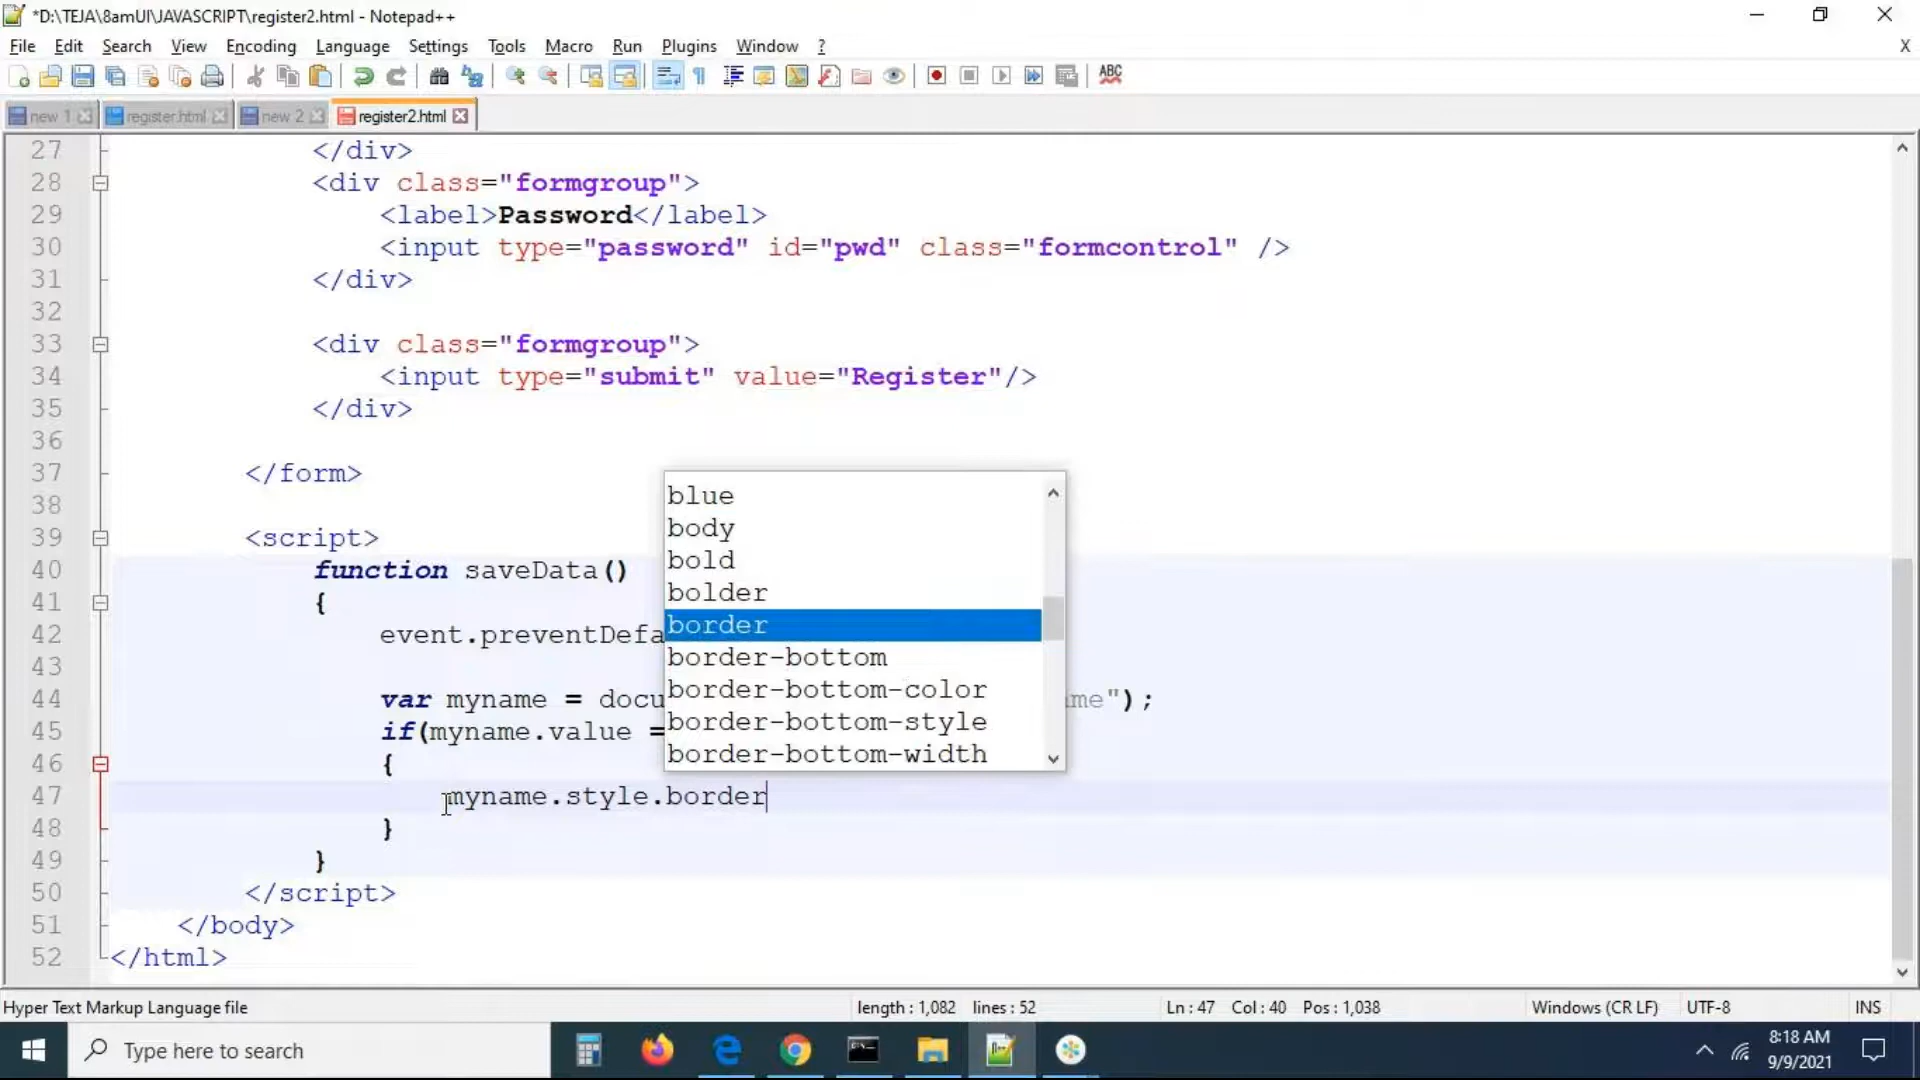 *D:\TEJA\8amUI\JAVASCRIPT\register2.html - Notepad++
File Edit Search View Encoding Language Settings Tools Macro Run Plugins Window ? X
new 1 register.html new 2 register2.html
27 </div>
28 <div class="formgroup">
29 <label>Password</label>
30 <input type="password" id="pwd" class="formcontrol" />
31 </div>
32
33 <div class="formgroup">
34 <input type="submit" value="Register"/>
35 </div>
36
37 </form>
38
39 <script>
40 function saveData()
41 {
42 event.preventDefa
43
44 var myname = docu me");
45 if(myname.value =
46 {
47 myname.style.border
48 }
49 }
50 </script>
51 </body>
52 </html>
blue
body
bold
bolder
border
border-bottom
border-bottom-color
border-bottom-style
border-bottom-width
Hyper Text Markup Language file length : 1,082 lines : 52 Ln : 47 Col : 40 Pos : 1,038 Windows (CR LF) UTF-8 INS
Type here to search
8:18 AM
9/9/2021